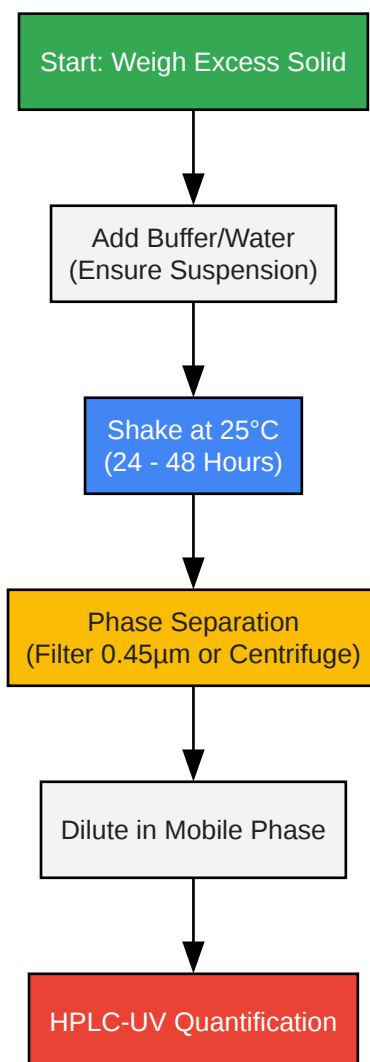 Start: Weigh Excess Solid
Add Buffer/Water
(Ensure Suspension)
Shake at 25°C
(24 - 48 Hours)
Phase Separation
(Filter 0.45µm or Centrifuge)
Dilute in Mobile Phase
HPLC-UV Quantification